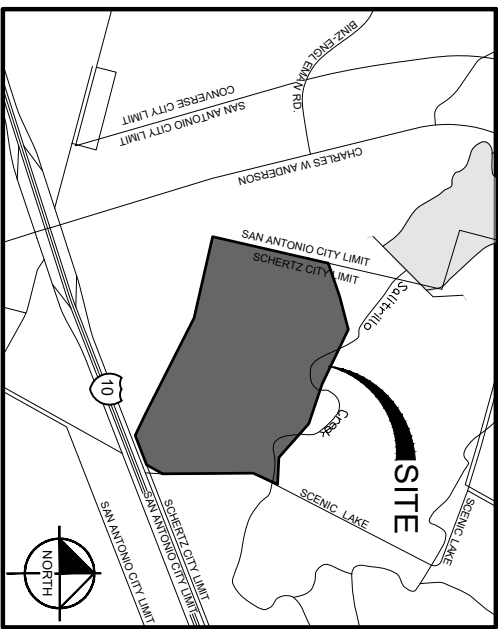 BINZ-ENGLEMAN RD.
CONVERSE CITY LIMIT
SAN ANTONIO CITY LIMIT
CHARLES W ANDERSON
SAN ANTONIO CITY LIMIT
SCHERTZ CITY LIMIT
Salitrillo
Creek
SITE
SCENIC LAKE
SCENIC LAKE
10
SCHERTZ CITY LIMIT
SAN ANTONIO CITY LIMIT
SAN ANTONIO CITY LIMIT
NORTH